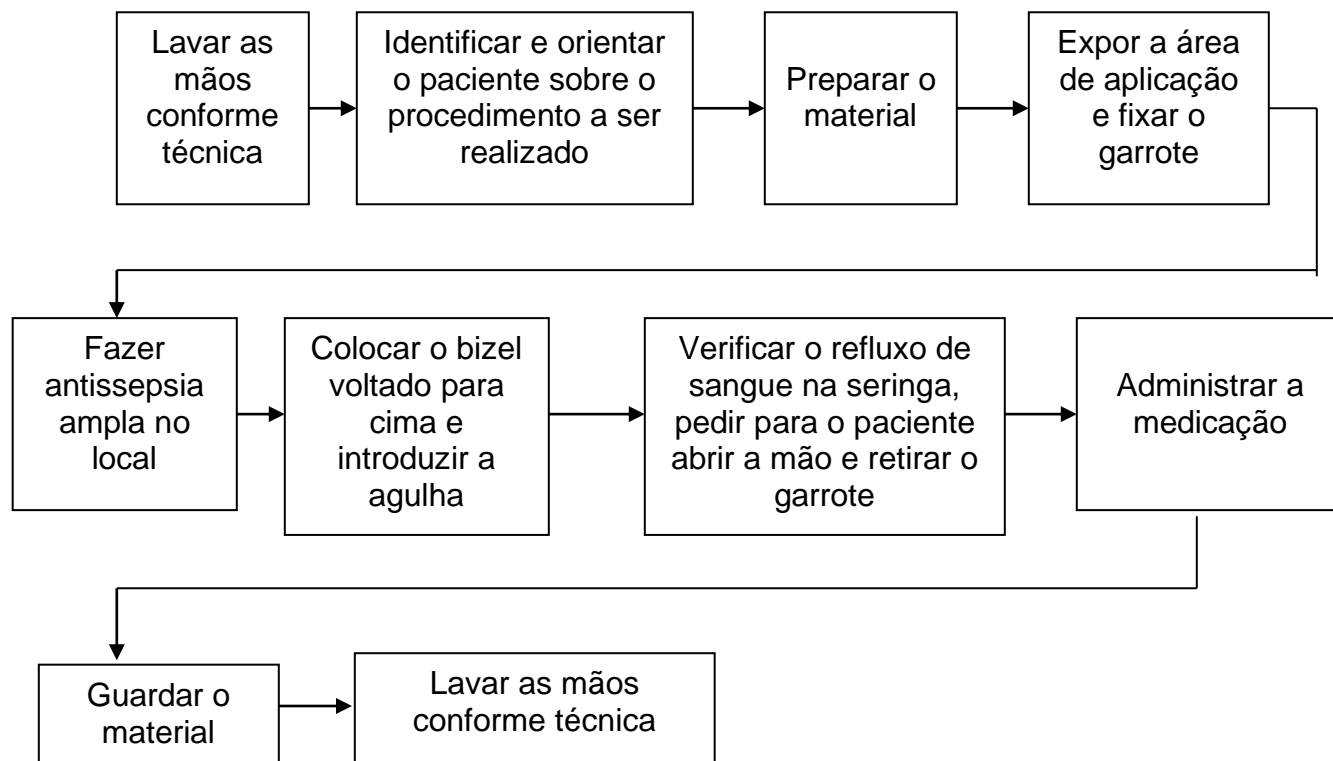 Lavar as
mãos
conforme
técnica
Identificar e orientar
o paciente sobre o
procedimento a ser
realizado
Preparar o
material
Expor a área
de aplicação
e fixar o
garrote
Fazer
antissepsia
ampla no
local
Colocar o bizel
voltado para
cima e
introduzir a
agulha
Verificar o refluxo de
sangue na seringa,
pedir para o paciente
abrir a mão e retirar o
garrote
Administrar a
medicação
Guardar o
material
Lavar as mãos
conforme técnica